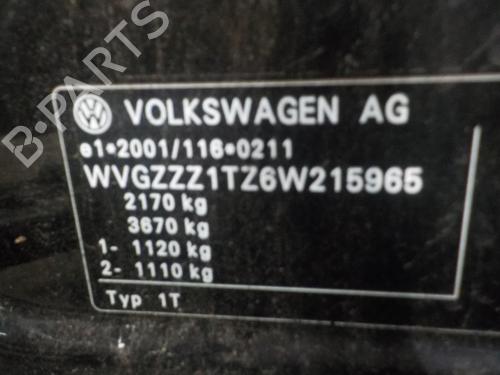 B-PARTS
VOLKSWAGEN AG
e1*2001/116*0211
WVGZZZ1TZ6W215965
2170 kg
3670 kg
1- 1120 kg
2- 1110 kg
Typ 1T